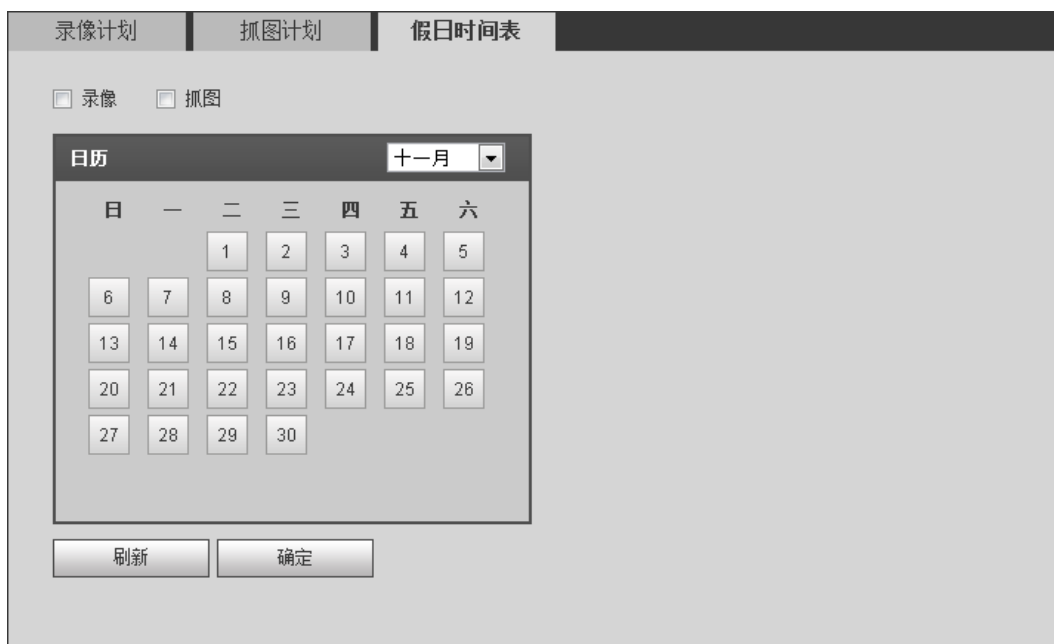 录像计划 抓图计划 假日时间表
录像 抓图
日历 十一月
日 一 二 三 四 五 六
1 2 3 4 5
6 7 8 9 10 11 12
13 14 15 16 17 18 19
20 21 22 23 24 25 26
27 28 29 30
刷新 确定